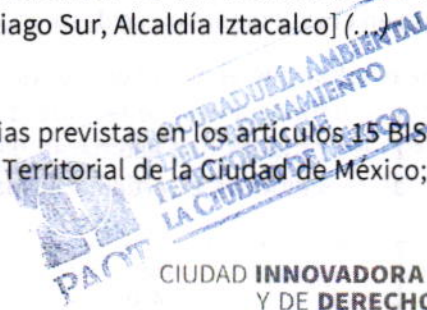 iago Sur, Alcaldía Iztacalco] (...)
PROCURADURÍA AMBIENTAL
Y DEL ORDENAMIENTO
TERRITORIAL DE
LA CIUDAD DE MÉXICO
PAOT
ias previstas en los artículos 15 BIS
Territorial de la Ciudad de México;
CIUDAD INNOVADORA
Y DE DERECHO